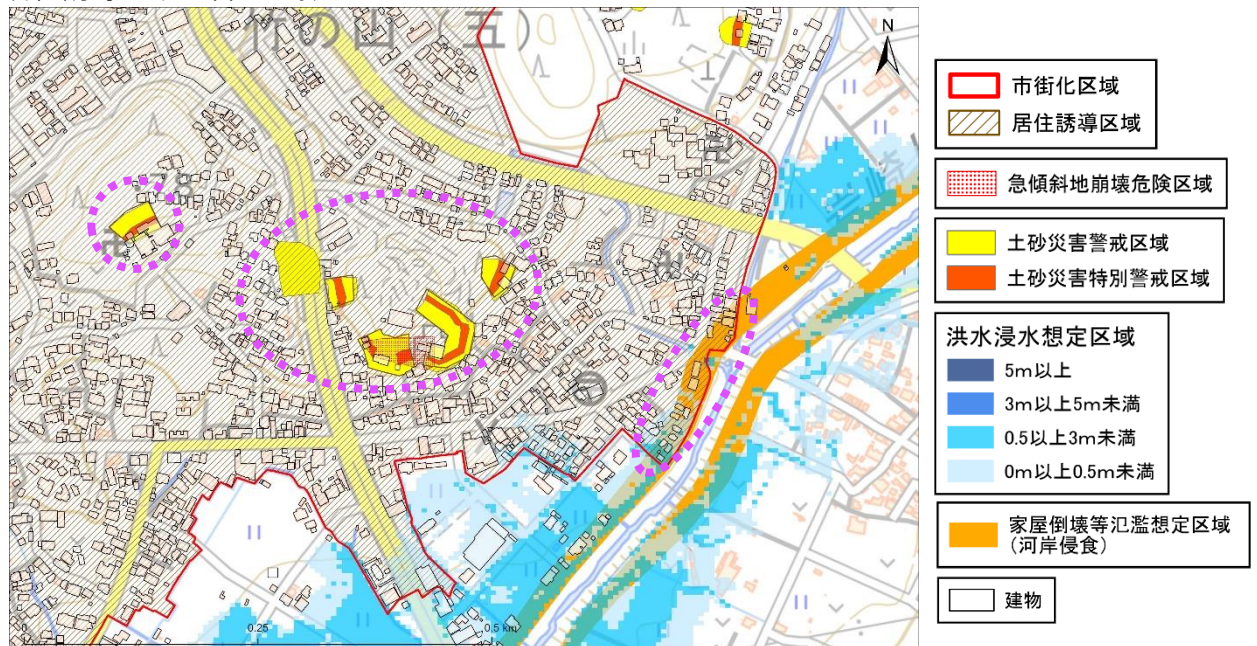 竹の山（五）
N
0
0.25
0.5 km
市街化区域
居住誘導区域
急傾斜地崩壊危険区域
土砂災害警戒区域
土砂災害特別警戒区域
洪水浸水想定区域
5m以上
3m以上5m未満
0.5以上3m未満
0m以上0.5m未満
家屋倒壊等氾濫想定区域
（河岸侵食）
建物